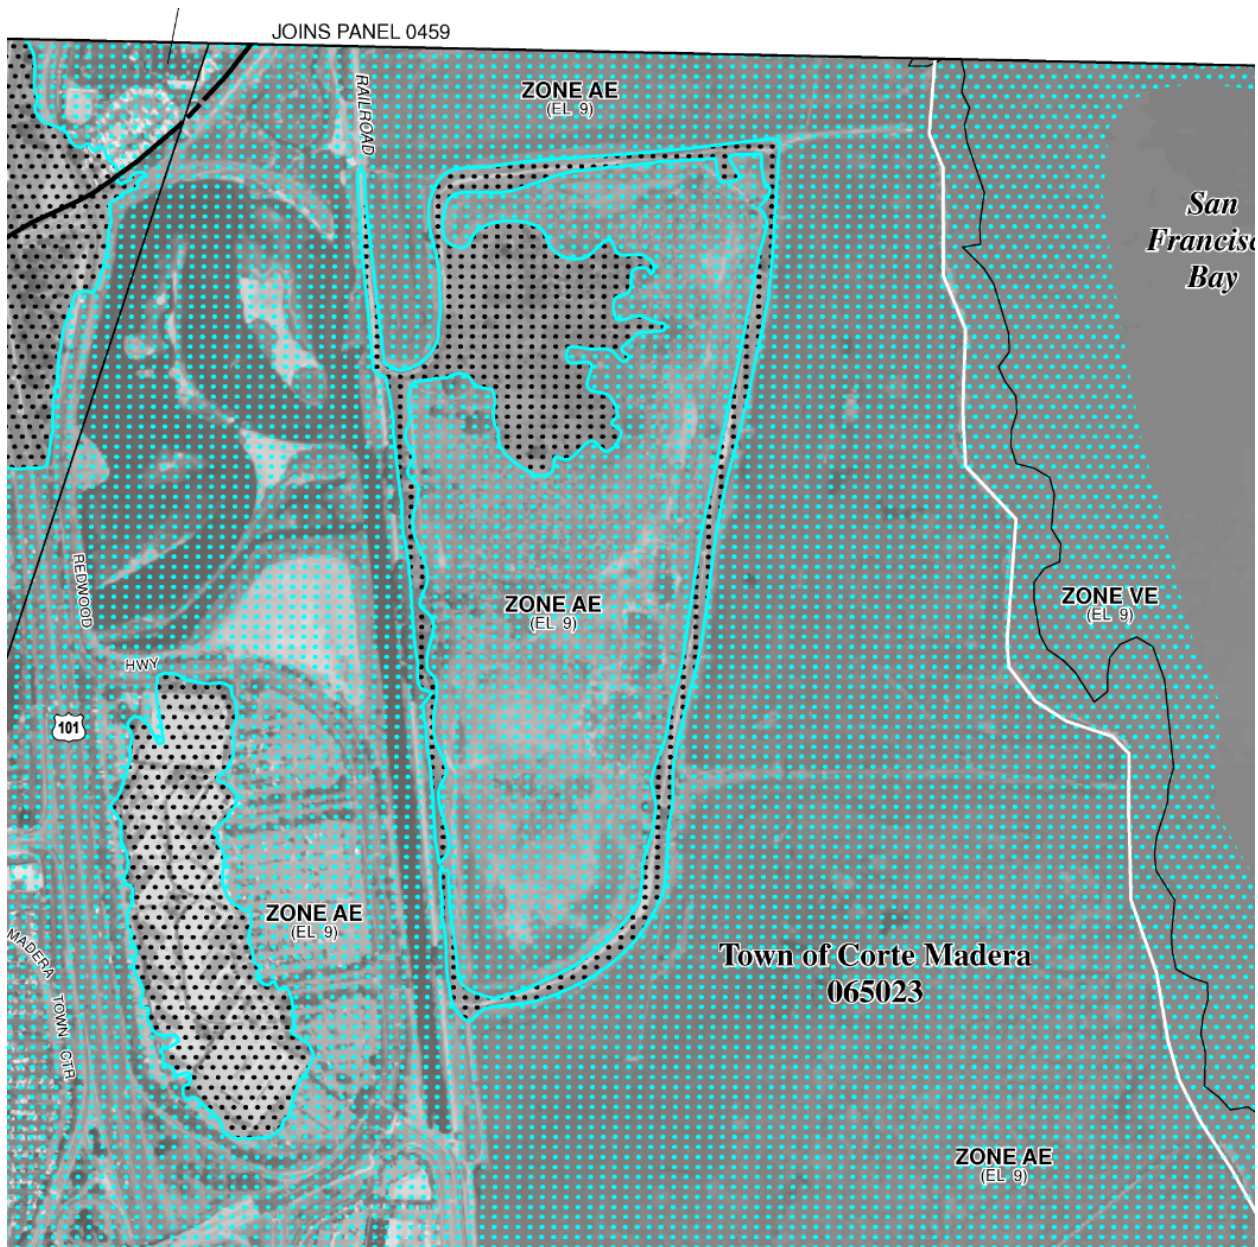 JOINS PANEL 0459
RAILROAD
ZONE AE
(EL 9)
San
Francisc
Bay
REDWOOD
HWY
ZONE AE
(EL 9)
ZONE VE
(EL 9)
101
ZONE AE
(EL 9)
MADERA TOWN CTR
Town of Corte Madera
065023
ZONE AE
(EL 9)